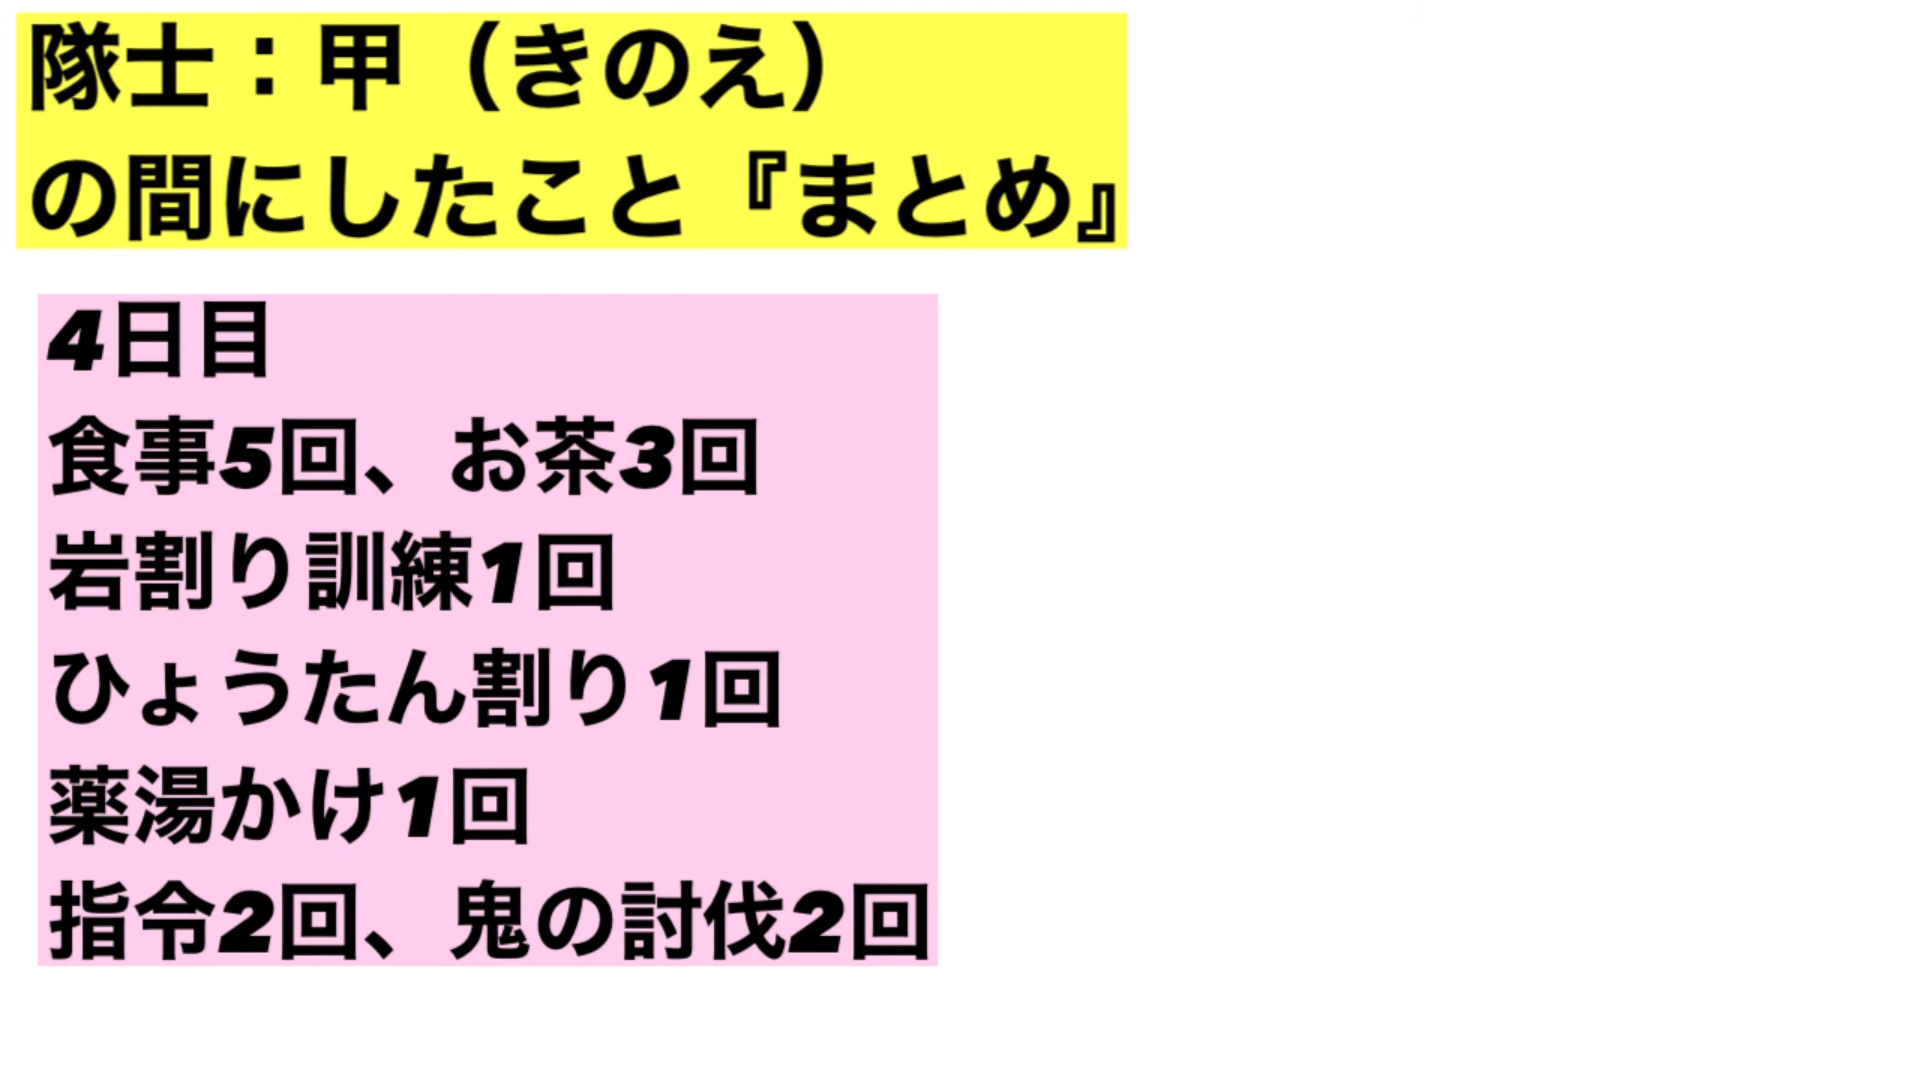 隊士：甲（きのえ）
の間にしたこと『まとめ』
4日目
食事5回、お茶3回
岩割り訓練1回
ひょうたん割り1回
薬湯かけ1回
指令2回、鬼の討伐2回